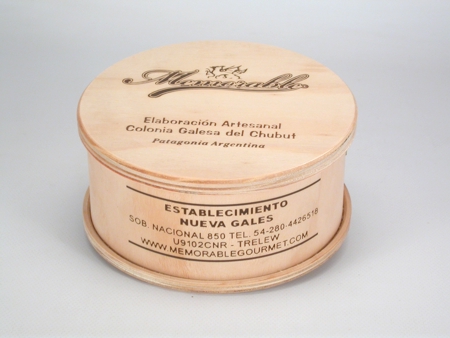 Memorable
Elaboración Artesanal
Colonia Galesa del Chubut
Patagonia Argentina
ESTABLECIMIENTO
NUEVA GALES
SOB. NACIONAL 850 TEL. 54-280-4426518
U9102CNR - TRELEW
WWW.MEMORABLEGOURMET.COM